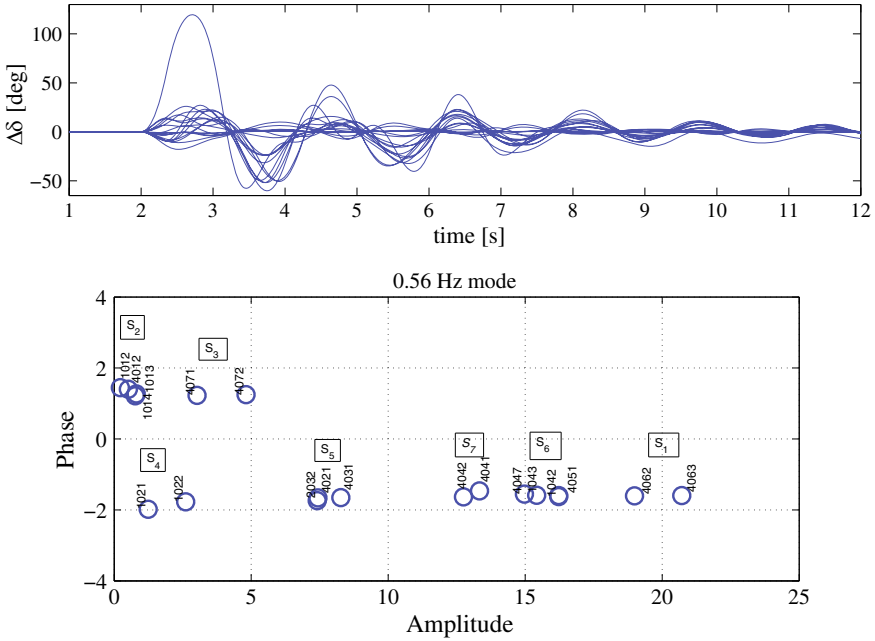 100
50
0
−50
Δδ [deg]
1 2 3 4 5 6 7 8 9 10 11 12
time [s]
0.56 Hz mode
4
2
0
−2
−4
Phase
S2
S3
1012
4012
1013
1014
4071
4072
S4
S5
S7
S6
S1
1021
1022
2032
4021
4031
4042
4041
4047
4043
1042
4051
4062
4063
0 5 10 15 20 25
Amplitude